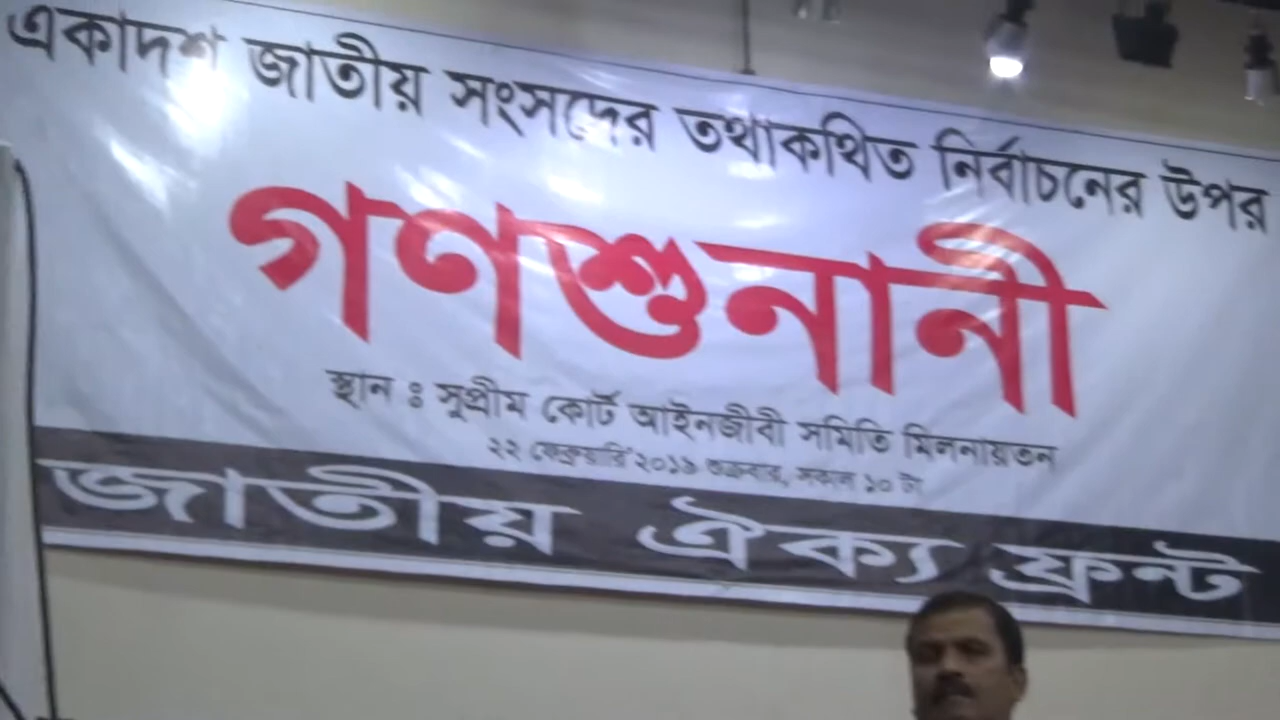 একাদশ জাতীয় সংসদের তথাকথিত নির্বাচনের উপর
গণশুনানী
স্থান ঃ সুপ্রীম কোর্ট আইনজীবী সমিতি মিলনায়তন
২২ ফেব্রুয়ারি'২০১৯ শুক্রবার, সকাল ১০ টা
জাতীয় ঐক্য ফ্রন্ট